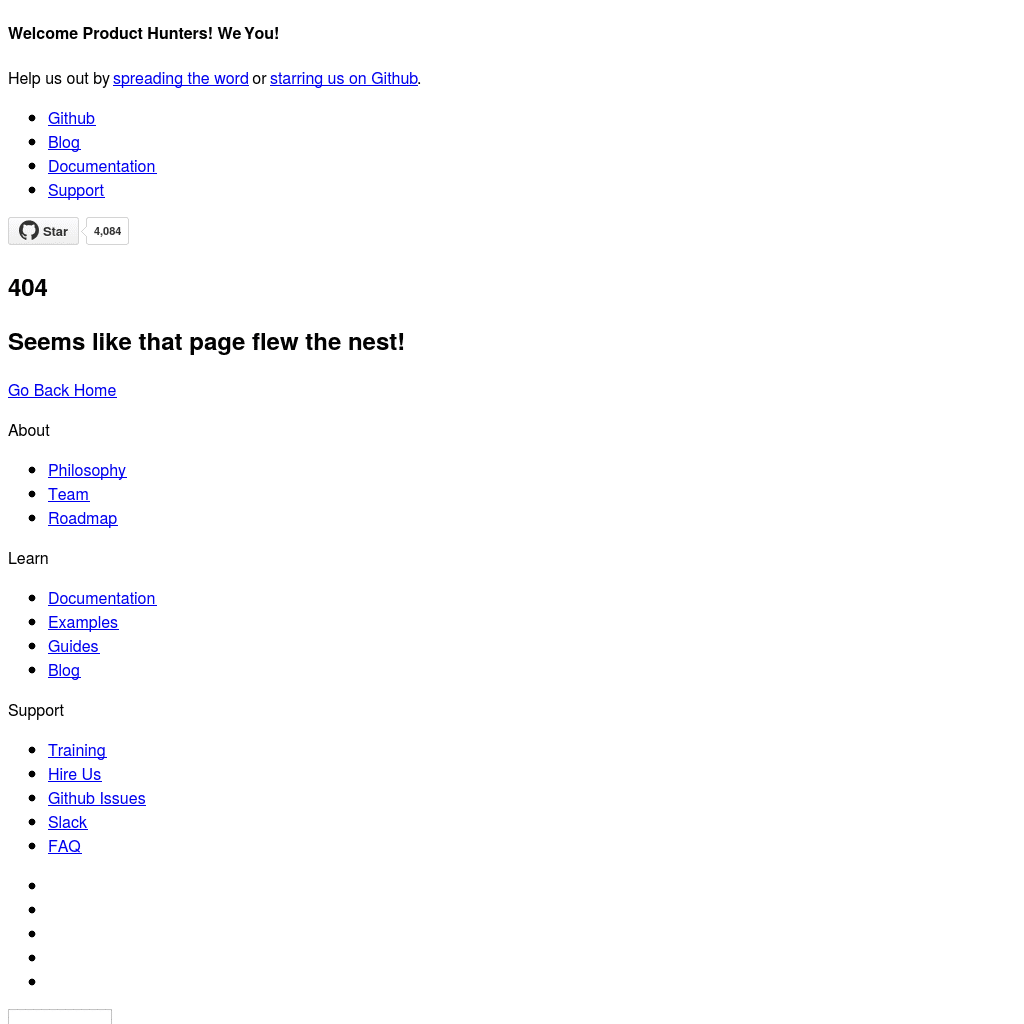 Welcome Product Hunters! We You!
Help us out by spreading the word or starring us on Github.
Github
Blog
Documentation
Support
Star 4,084
404
Seems like that page flew the nest!
Go Back Home
About
Philosophy
Team
Roadmap
Learn
Documentation
Examples
Guides
Blog
Support
Training
Hire Us
Github Issues
Slack
FAQ